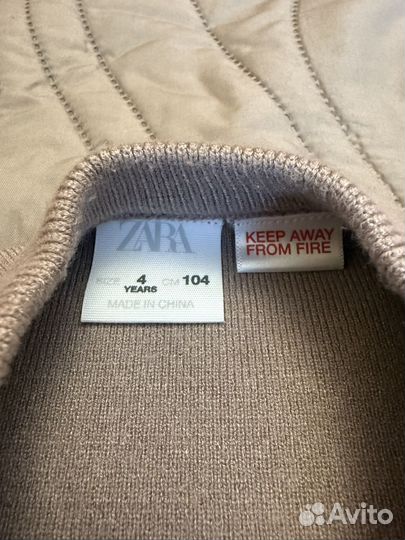 ZARA
SIZE 4 YEARS CM 104
MADE IN CHINA
KEEP AWAY
FROM FIRE
Avito